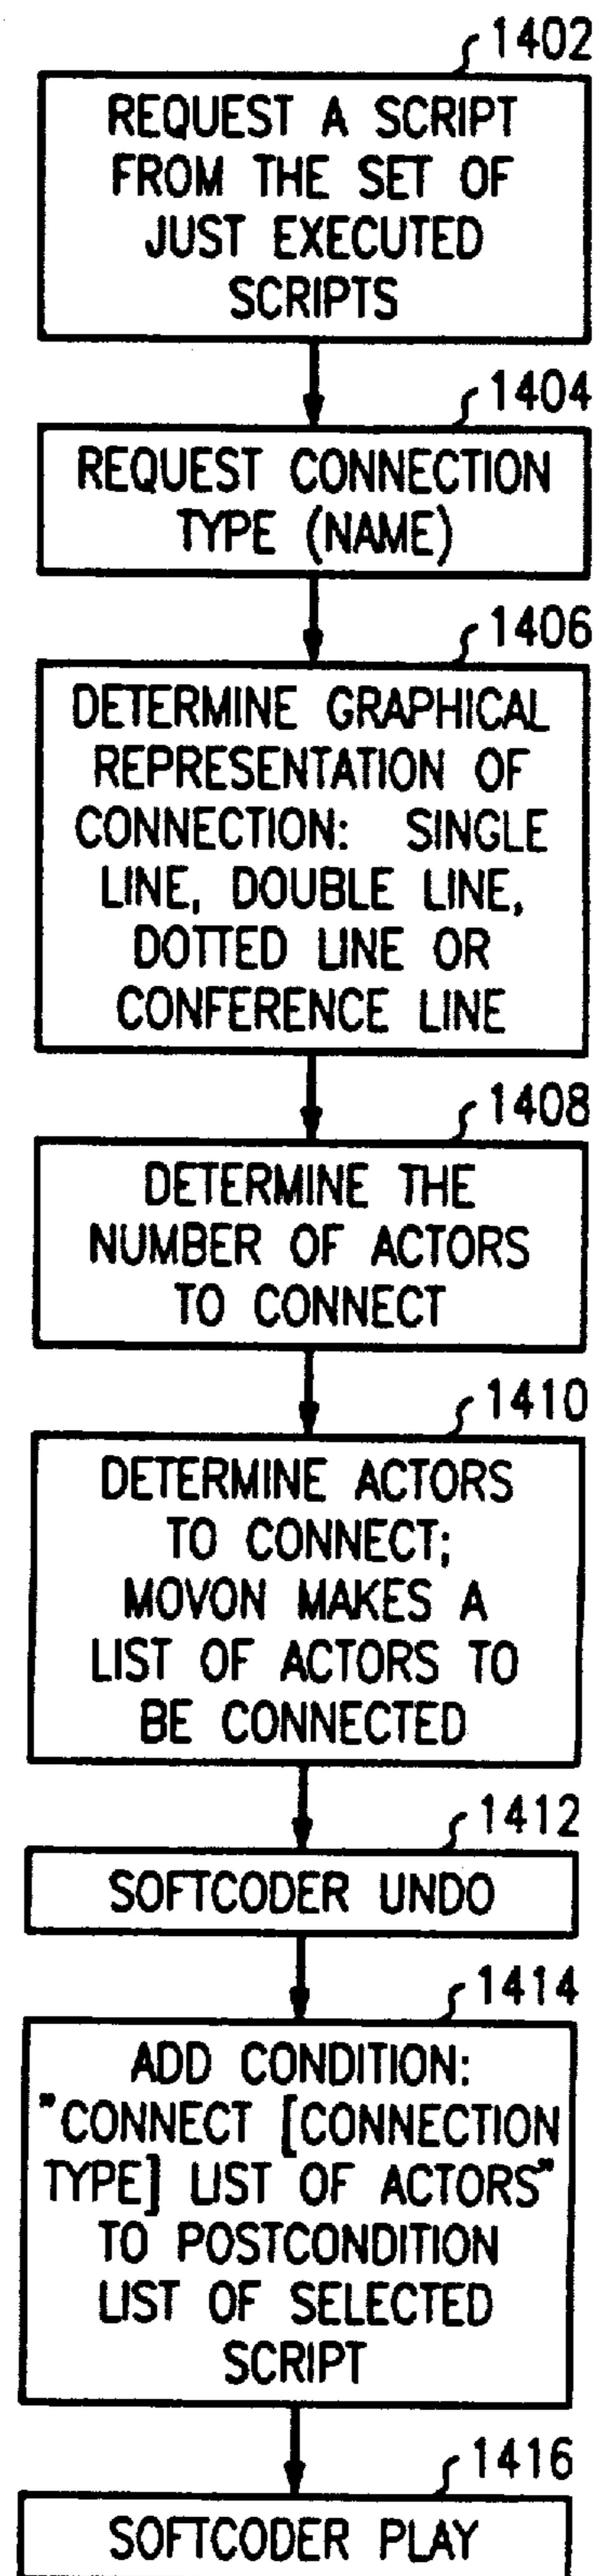 1402
REQUEST A SCRIPT
FROM THE SET OF
JUST EXECUTED
SCRIPTS
1404
REQUEST CONNECTION
TYPE (NAME)
1406
DETERMINE GRAPHICAL
REPRESENTATION OF
CONNECTION: SINGLE
LINE, DOUBLE LINE,
DOTTED LINE OR
CONFERENCE LINE
1408
DETERMINE THE
NUMBER OF ACTORS
TO CONNECT
1410
DETERMINE ACTORS
TO CONNECT;
MOVON MAKES A
LIST OF ACTORS TO
BE CONNECTED
1412
SOFTCODER UNDO
1414
ADD CONDITION:
"CONNECT [CONNECTION
TYPE] LIST OF ACTORS"
TO POSTCONDITION
LIST OF SELECTED
SCRIPT
1416
SOFTCODER PLAY